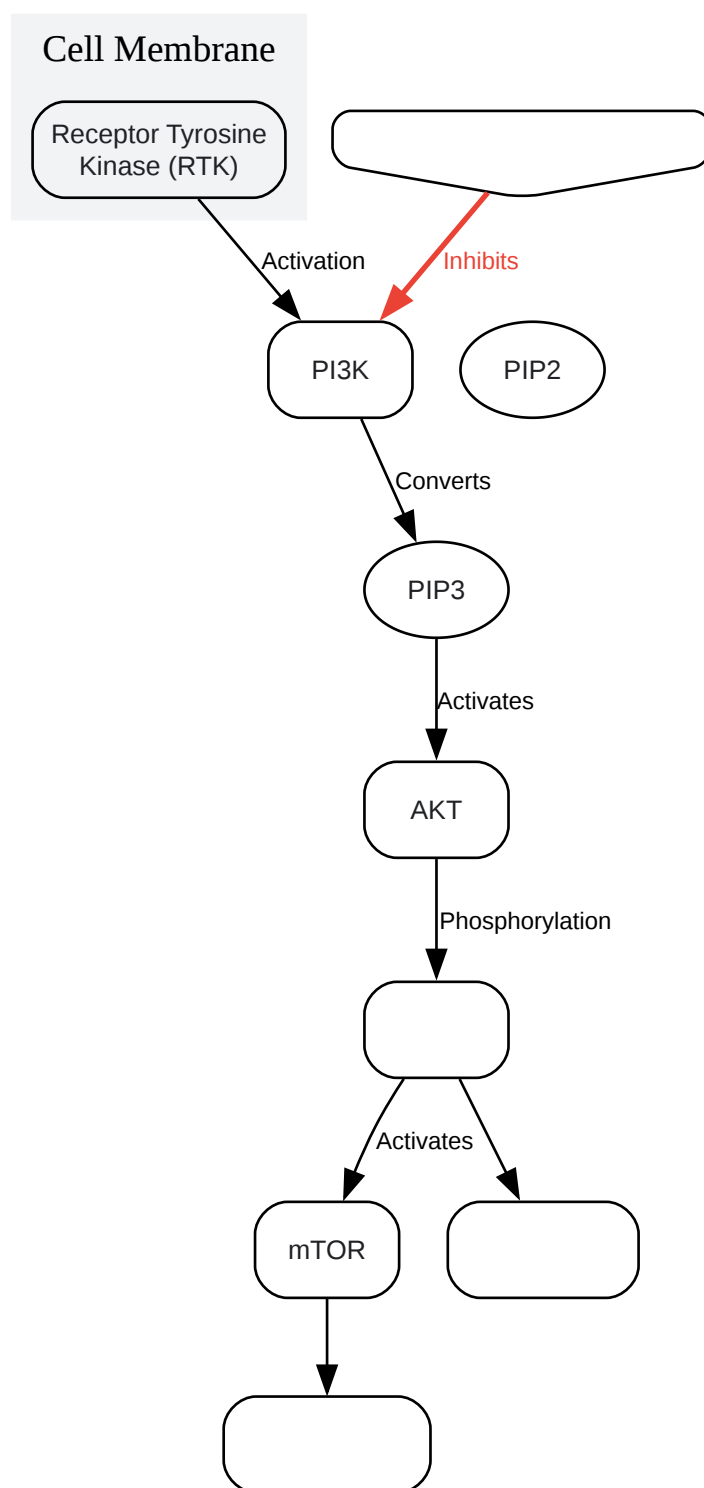 Cell Membrane
Receptor Tyrosine
Kinase (RTK)
Activation
Inhibits
PI3K
PIP2
Converts
PIP3
Activates
AKT
Phosphorylation
Activates
mTOR